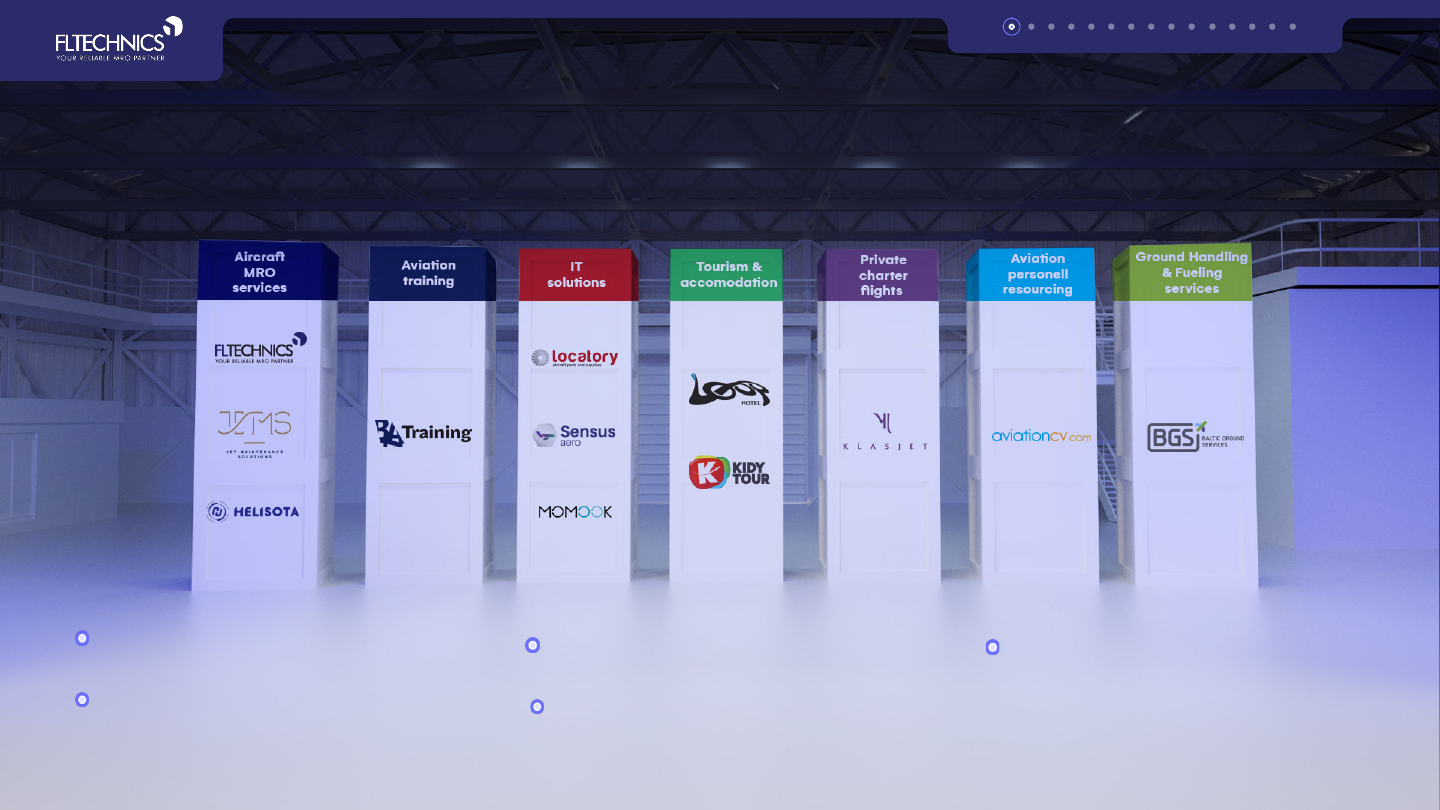 FLTECHNICS
YOUR RELIABLE MRO PARTNER
Aircraft
MRO
services
FLTECHNICS
YOUR RELIABLE MRO PARTNER
JETMS
JET MAINTENANCE
SOLUTIONS
HELISOTA
Aviation
training
BAA Training
IT
solutions
locatory
aircraft parts and supplies
Sensus
aero
MOMOOK
Tourism &
accomodation
LOOP
HOTEL
KIDY
TOUR
Private
charter
flights
KLASJET
Aviation
personell
resourcing
aviationCV.com
Ground Handling
& Fueling
services
BGS
BALTIC GROUND
SERVICES